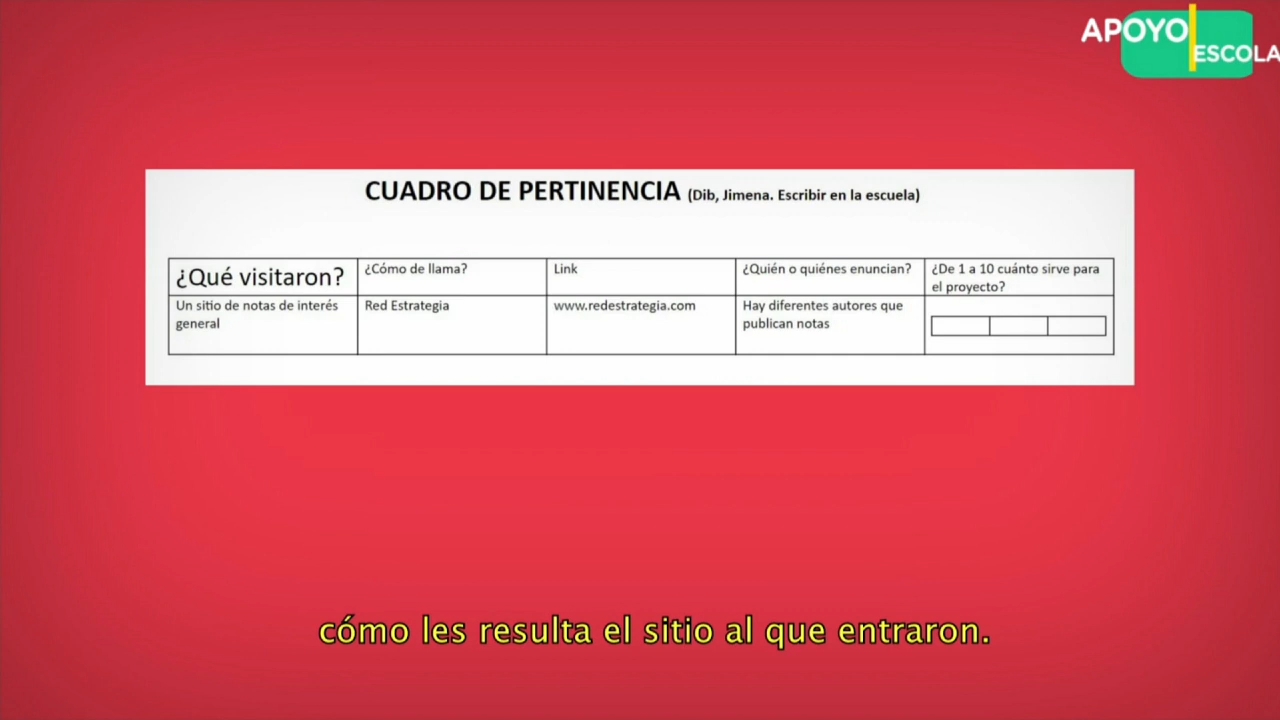 APOYO
ESCOLA
CUADRO DE PERTINENCIA (Dib, Jimena. Escribir en la escuela)
¿Qué visitaron?
¿Cómo de llama?
Link
¿Quién o quiénes enuncian?
¿De 1 a 10 cuánto sirve para
el proyecto?
Un sitio de notas de interés
general
Red Estrategia
www.redestrategia.com
Hay diferentes autores que
publican notas
cómo les resulta el sitio al que entraron.